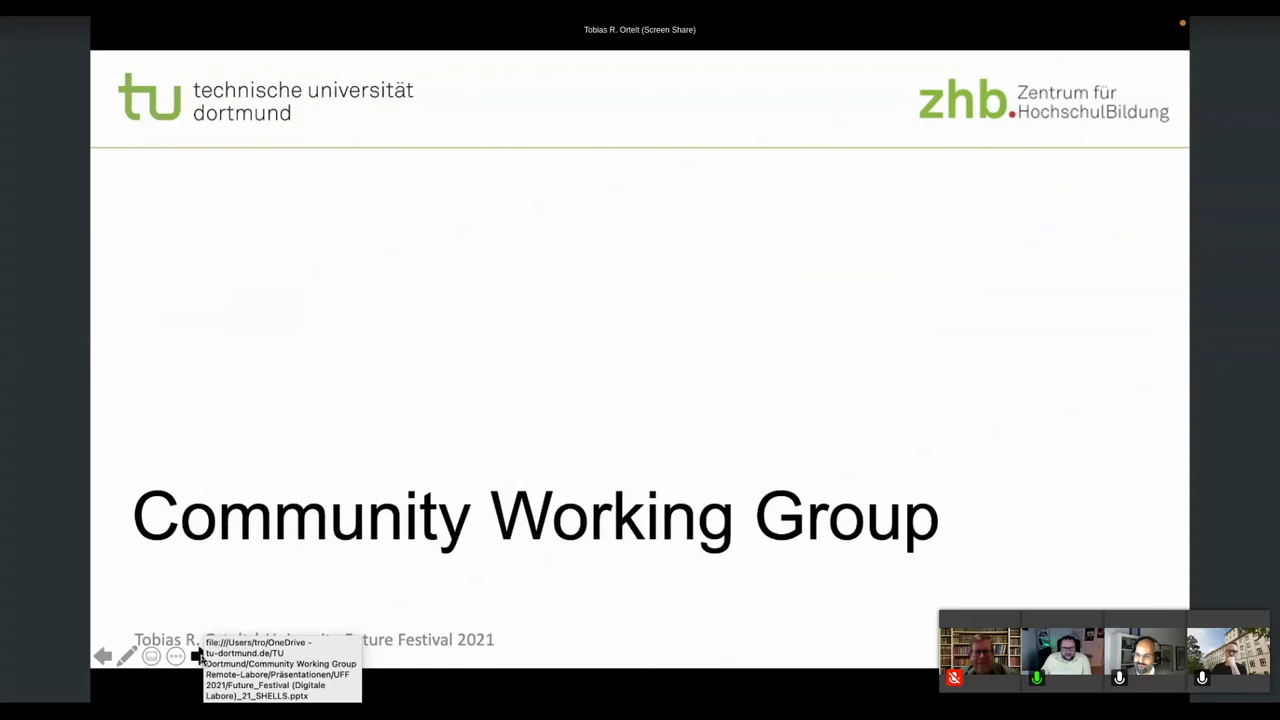 Tobias R. Ortelt (Screen Share)
tu technische universität
dortmund
zhb. Zentrum für
HochschulBildung
Community Working Group
Tobias R. Future Festival 2021
file:///Users/tro/OneDrive -
tu-dortmund.de/TU
Dortmund/Community Working Group
Remote-Labore/Präsentationen/UFF
2021/Future_Festival (Digitale
Labore)_21_SHELLS.pptx